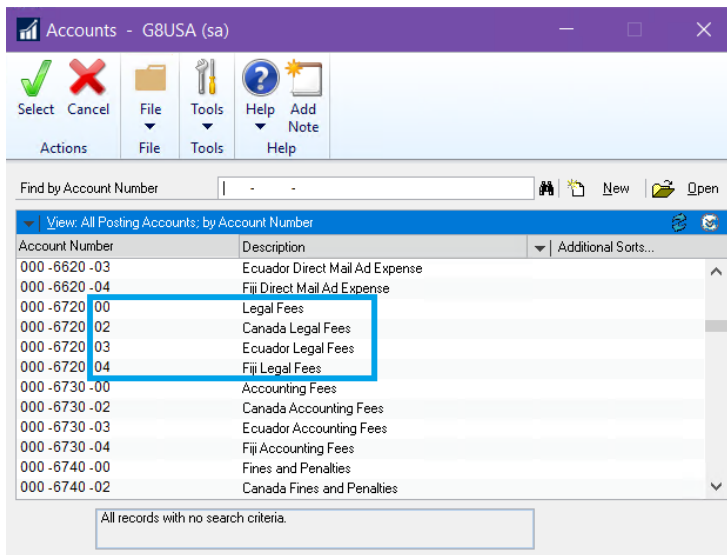 Accounts - G8USA (sa)
Select Cancel File Tools Help Add Note
Actions File Tools Help
Find by Account Number - - New Open
View: All Posting Accounts; by Account Number
Account Number Description Additional Sorts...
000 -6620 -03 Ecuador Direct Mail Ad Expense
000 -6620 -04 Fiji Direct Mail Ad Expense
000 -6720 -00 Legal Fees
000 -6720 -02 Canada Legal Fees
000 -6720 -03 Ecuador Legal Fees
000 -6720 -04 Fiji Legal Fees
000 -6730 -00 Accounting Fees
000 -6730 -02 Canada Accounting Fees
000 -6730 -03 Ecuador Accounting Fees
000 -6730 -04 Fiji Accounting Fees
000 -6740 -00 Fines and Penalties
000 -6740 -02 Canada Fines and Penalties
All records with no search criteria.